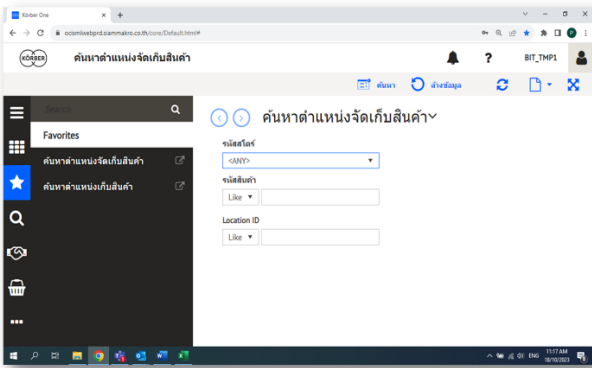 Körber One
ocismlwebprd.siammakro.co.th/core/Default.html#
KÖRBER
ค้นหาตำแหน่งจัดเก็บสินค้า
?
BIT_TMP1
ค้นหา
ล้างข้อมูล
Search
Favorites
ค้นหาตำแหน่งจัดเก็บสินค้า
ค้นหาตำแหน่งเก็บสินค้า
ค้นหาตำแหน่งจัดเก็บสินค้า
รหัสสโตร์
<ANY>
รหัสสินค้า
Like
Location ID
Like
ENG
11:17 AM
18/10/2023